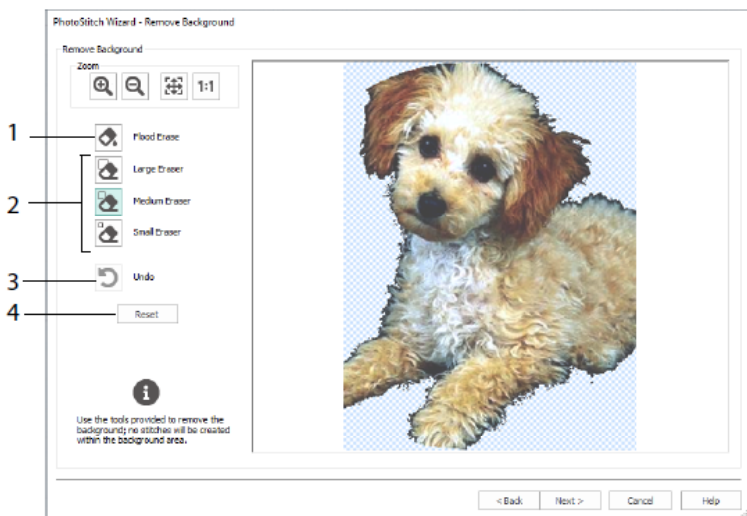 PhotoStitch Wizard - Remove Background
Remove Background
Zoom
1:1
1
Flood Erase
2
Large Eraser
Medium Eraser
Small Eraser
3
Undo
4
Reset
Use the tools provided to remove the
background; no stitches will be created
within the background area.
< Back
Next >
Cancel
Help